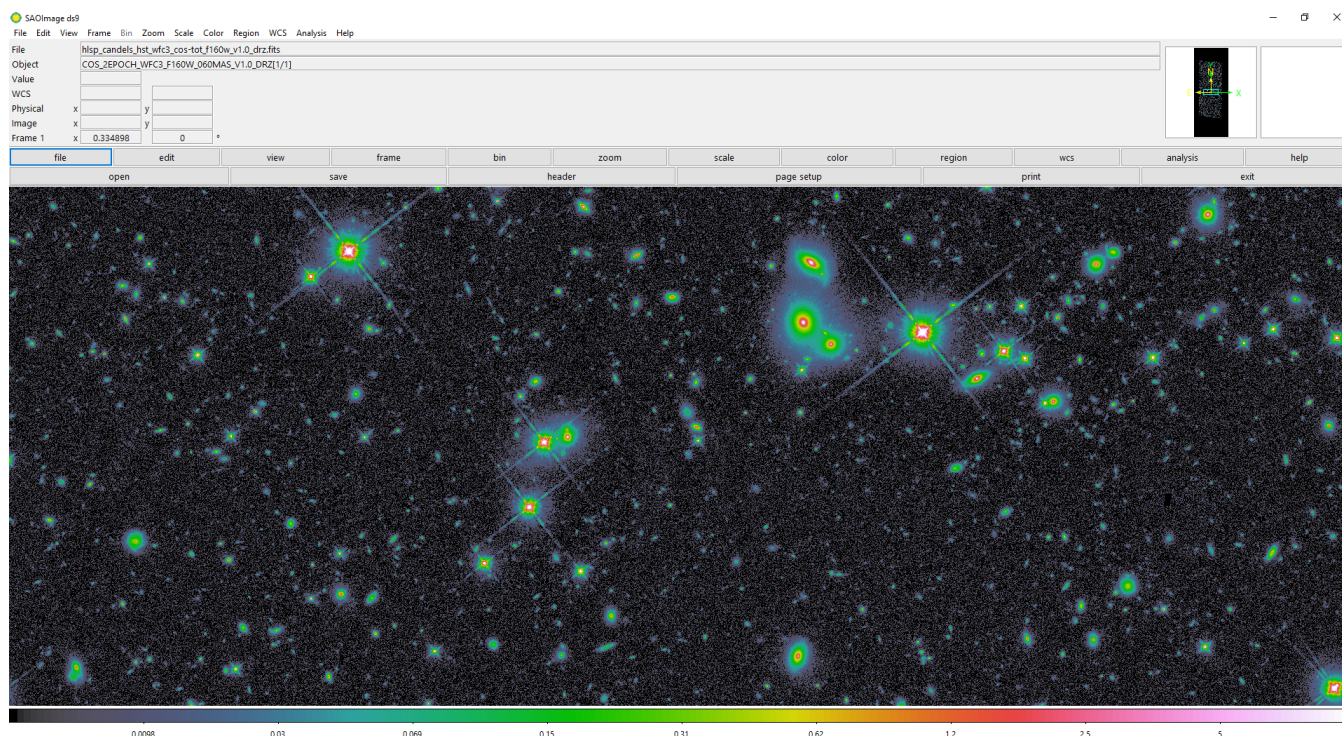 SAOImage ds9
File Edit View Frame Bin Zoom Scale Color Region WCS Analysis Help
File hlsp_candels_hst_wfc3_cos-tot_f160w_v1.0_drz.fits
Object COS_2EPOCH_WFC3_F160W_060MAS_V1.0_DRZ[1/1]
Value
WCS
Physical x y
Image x y
Frame 1 x 0.334898 0 °
N
X
file edit view frame bin zoom scale color region wcs analysis help
open save header page setup print exit
0.0098 0.03 0.069 0.15 0.31 0.62 1.2 2.5 5